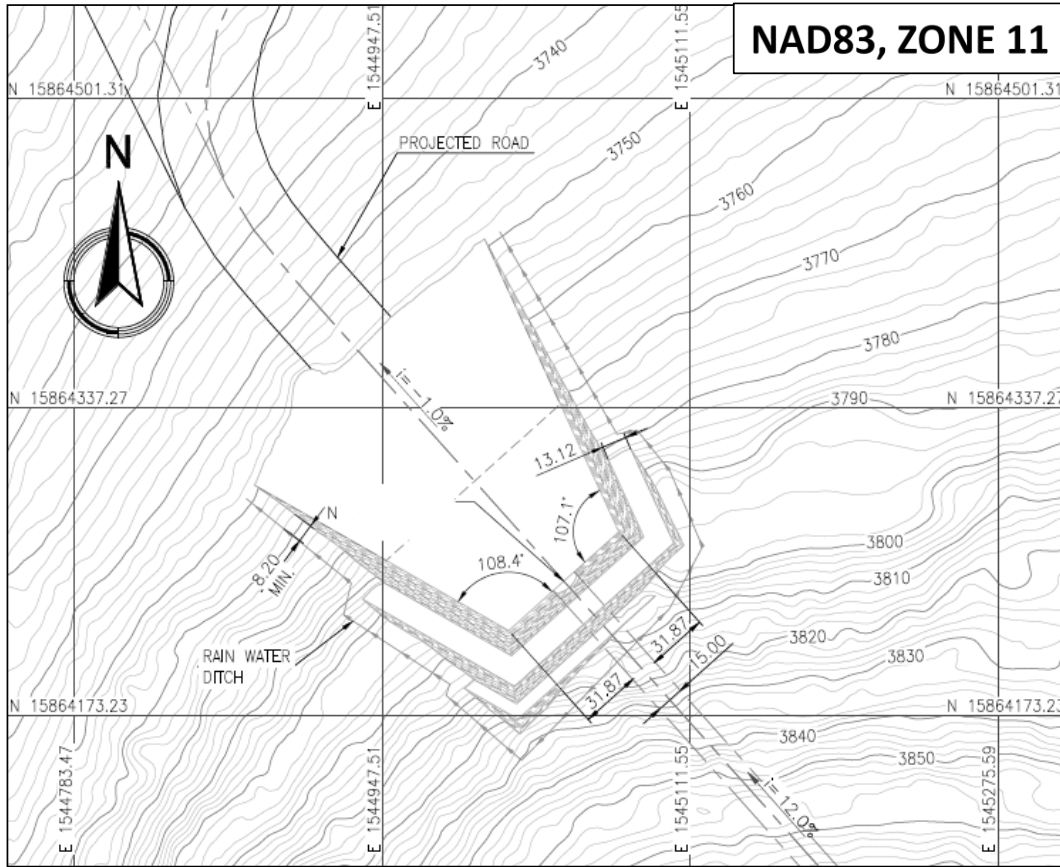 NAD83, ZONE 11
E 1544947.51
E 1545111.55
3740
N 15864501.31
N 15864501.31
N
PROJECTED ROAD
3750
3760
3770
3780
N 15864337.27
3790
N 15864337.27
i= -1.0%
13.12
107.1°
N
108.4°
8.20
MIN.
3800
3810
3820
3830
31.87
15.00
31.87
RAIN WATER
DITCH
N 15864173.23
N 15864173.23
3840
3850
i= 12.0%
E 1544783.47
E 1544947.51
E 1545111.55
E 1545275.59